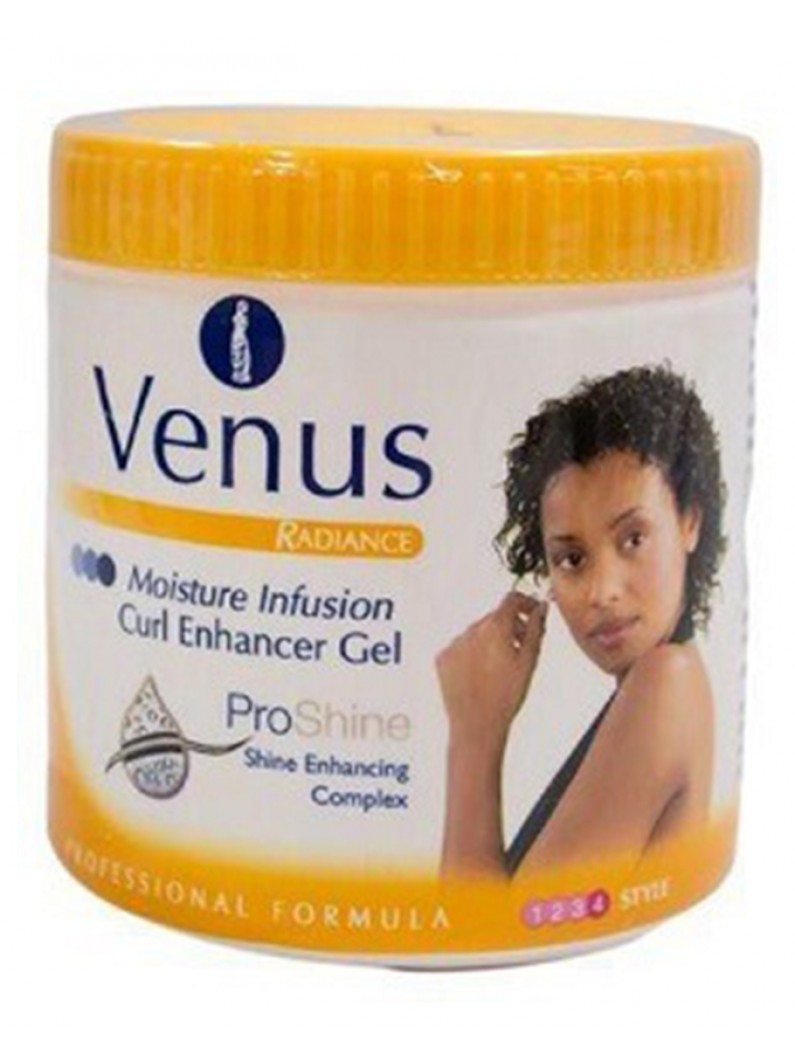 Venus
RADIANCE
Moisture Infusion
Curl Enhancer Gel
ProShine
Shine Enhancing
Complex
PROFESSIONAL FORMULA
1 2 3 4 STYLE